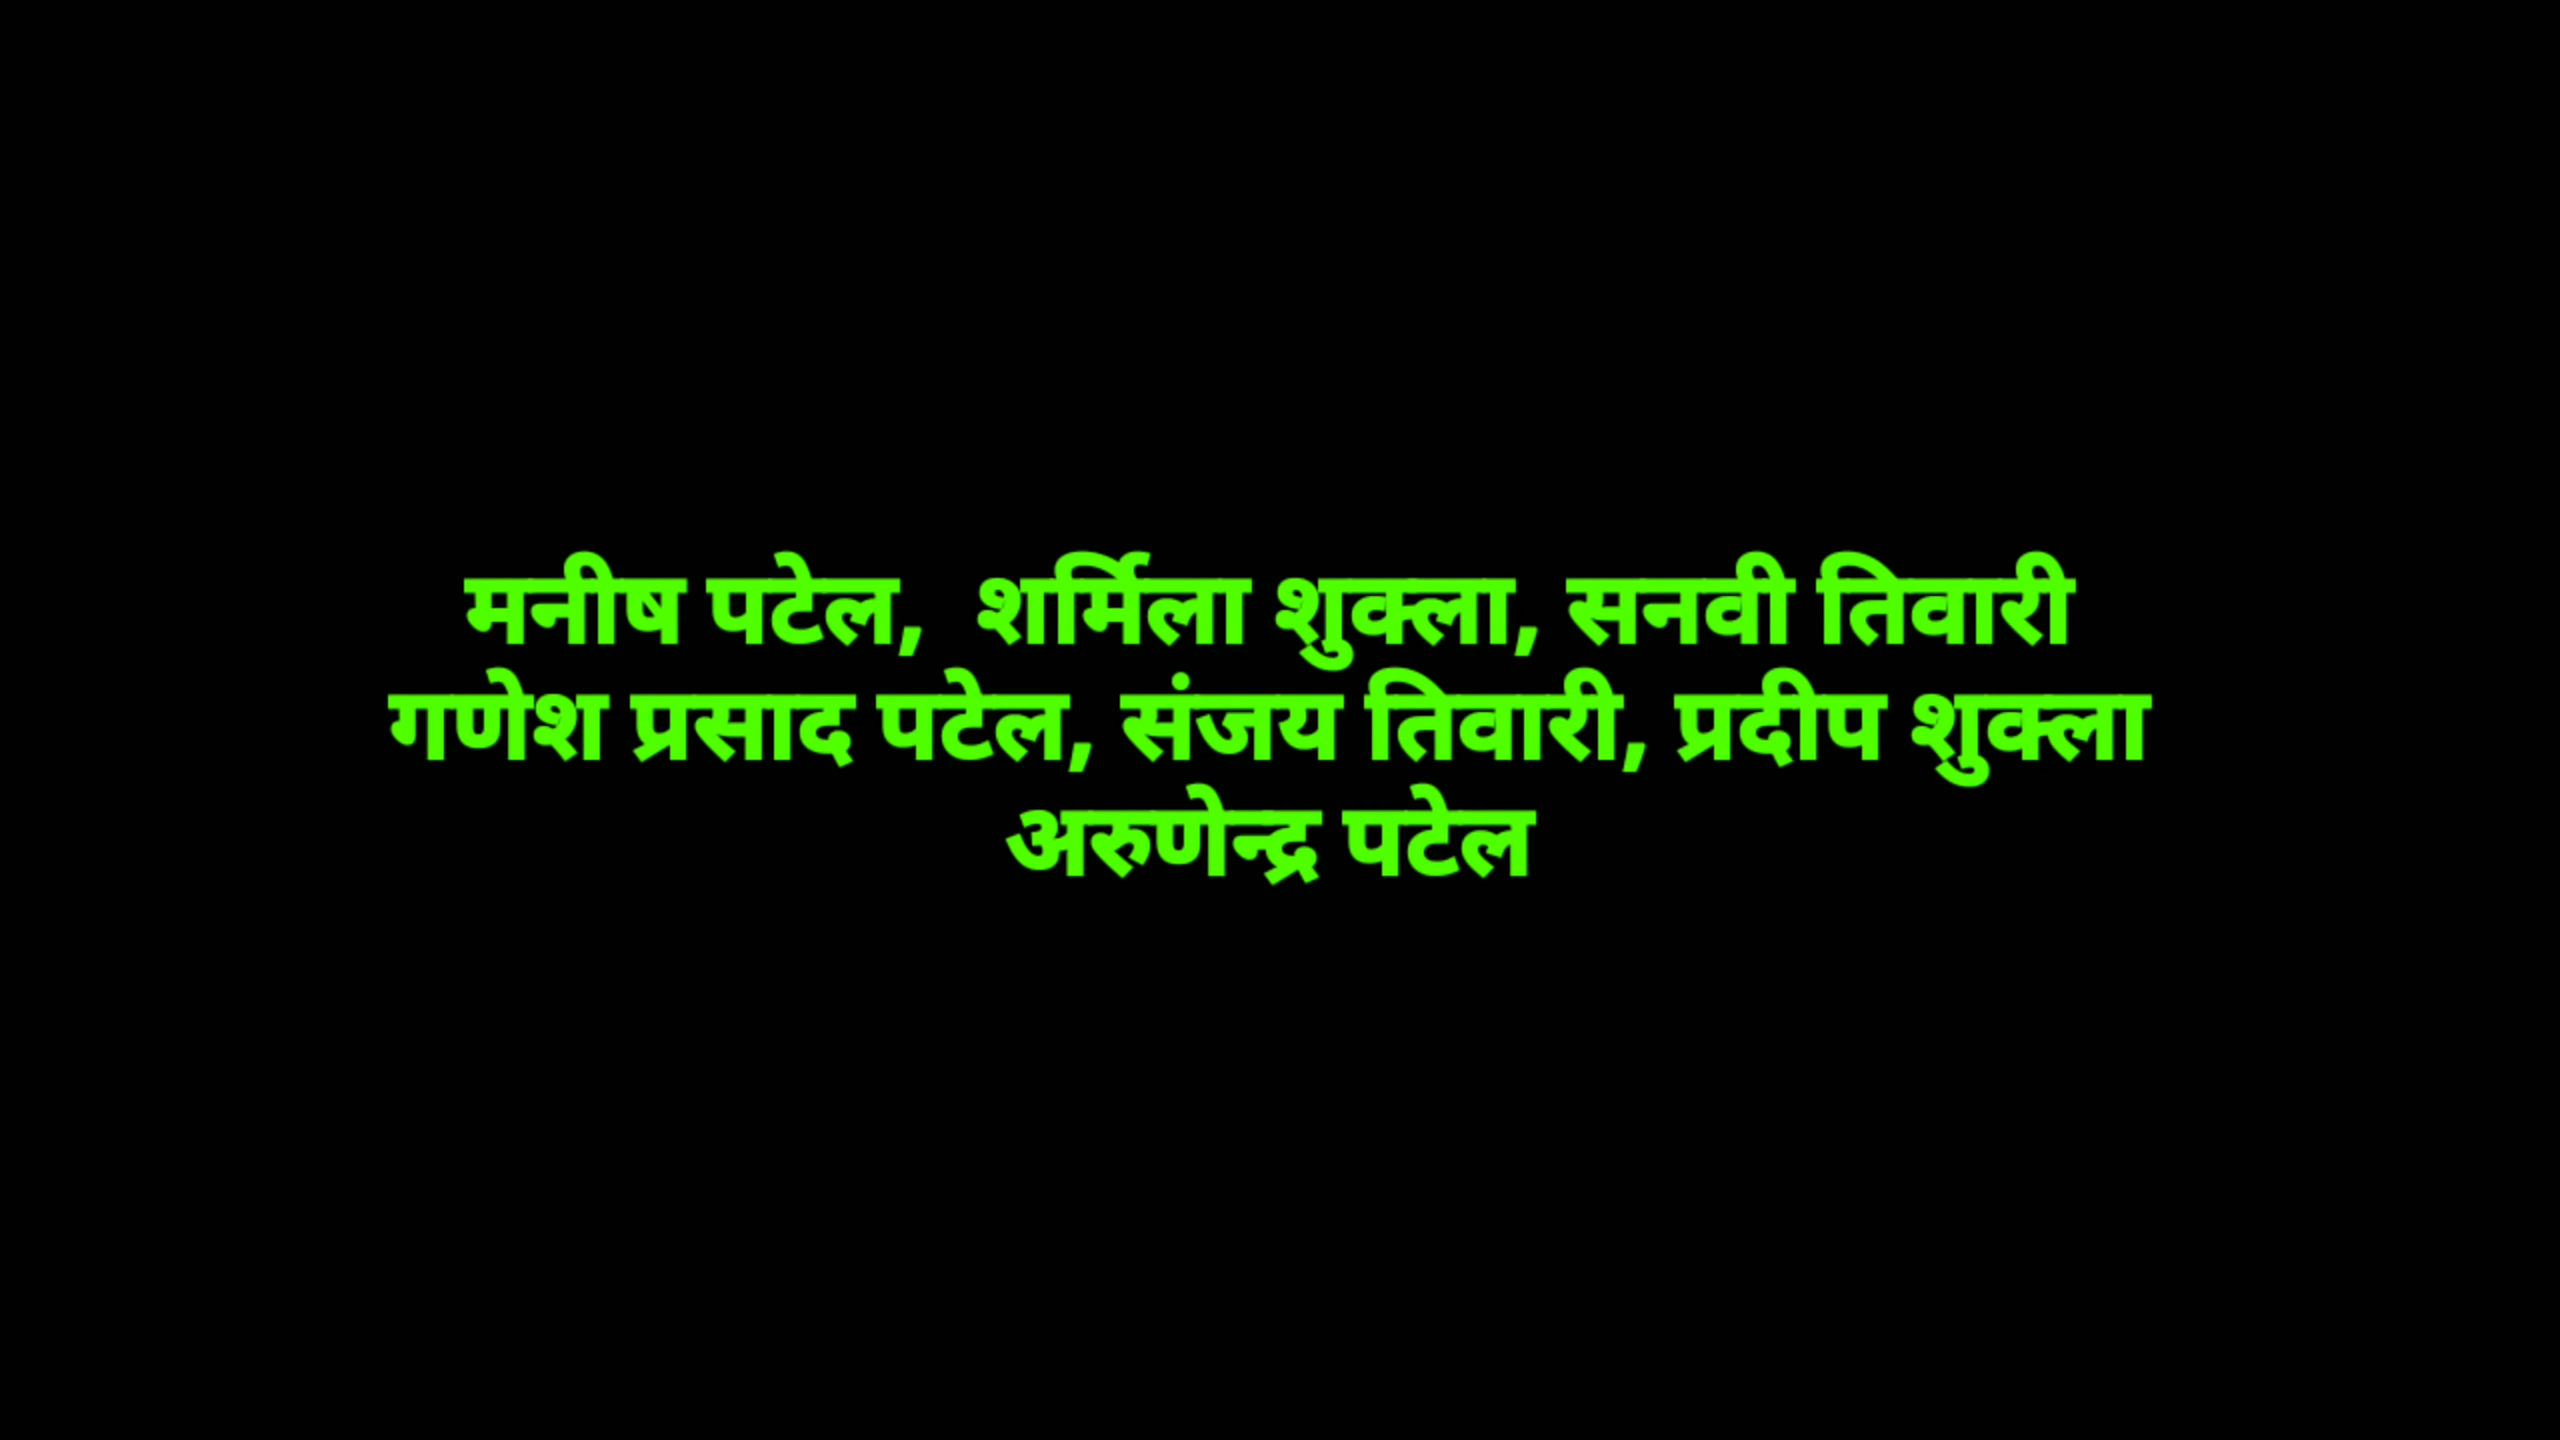 मनीष पटेल,  शर्मिला शुक्ला, सनवी तिवारी
गणेश प्रसाद पटेल, संजय तिवारी, प्रदीप शुक्ला
अरुणेन्द्र पटेल